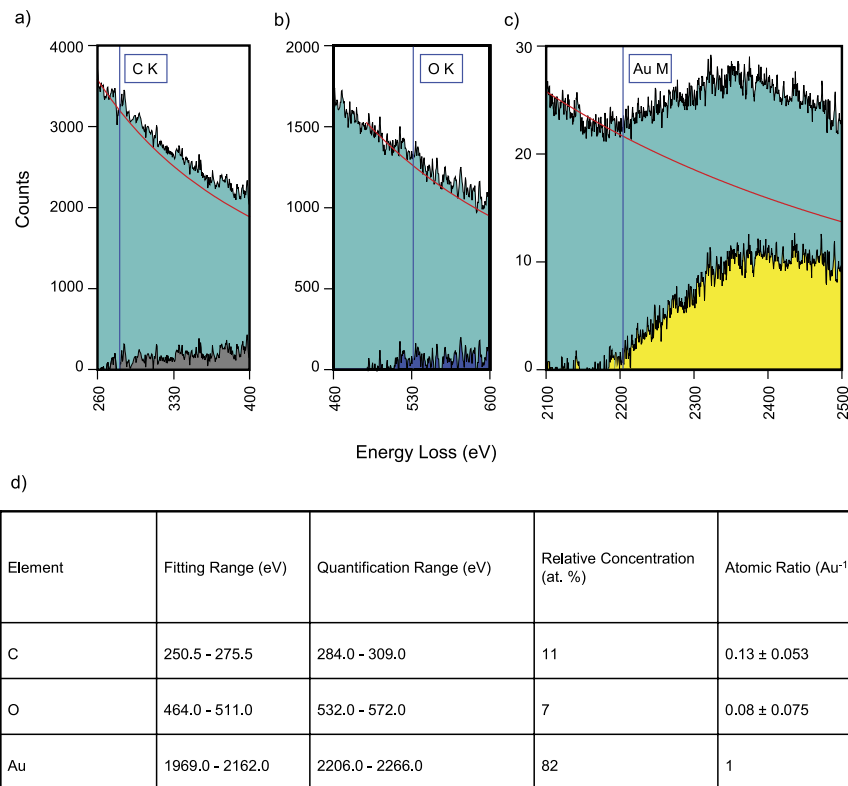 a)
b)
c)
C K
O K
Au M
4000
3000
2000
1000
0
2000
1500
1000
500
0
30
20
10
0
Counts
260
330
400
460
530
600
2100
2200
2300
2400
2500
Energy Loss (eV)
d)
Element
Fitting Range (eV)
Quantification Range (eV)
Relative Concentration
(at. %)
Atomic Ratio (Au⁻¹
C
250.5 - 275.5
284.0 - 309.0
11
0.13 ± 0.053
O
464.0 - 511.0
532.0 - 572.0
7
0.08 ± 0.075
Au
1969.0 - 2162.0
2206.0 - 2266.0
82
1